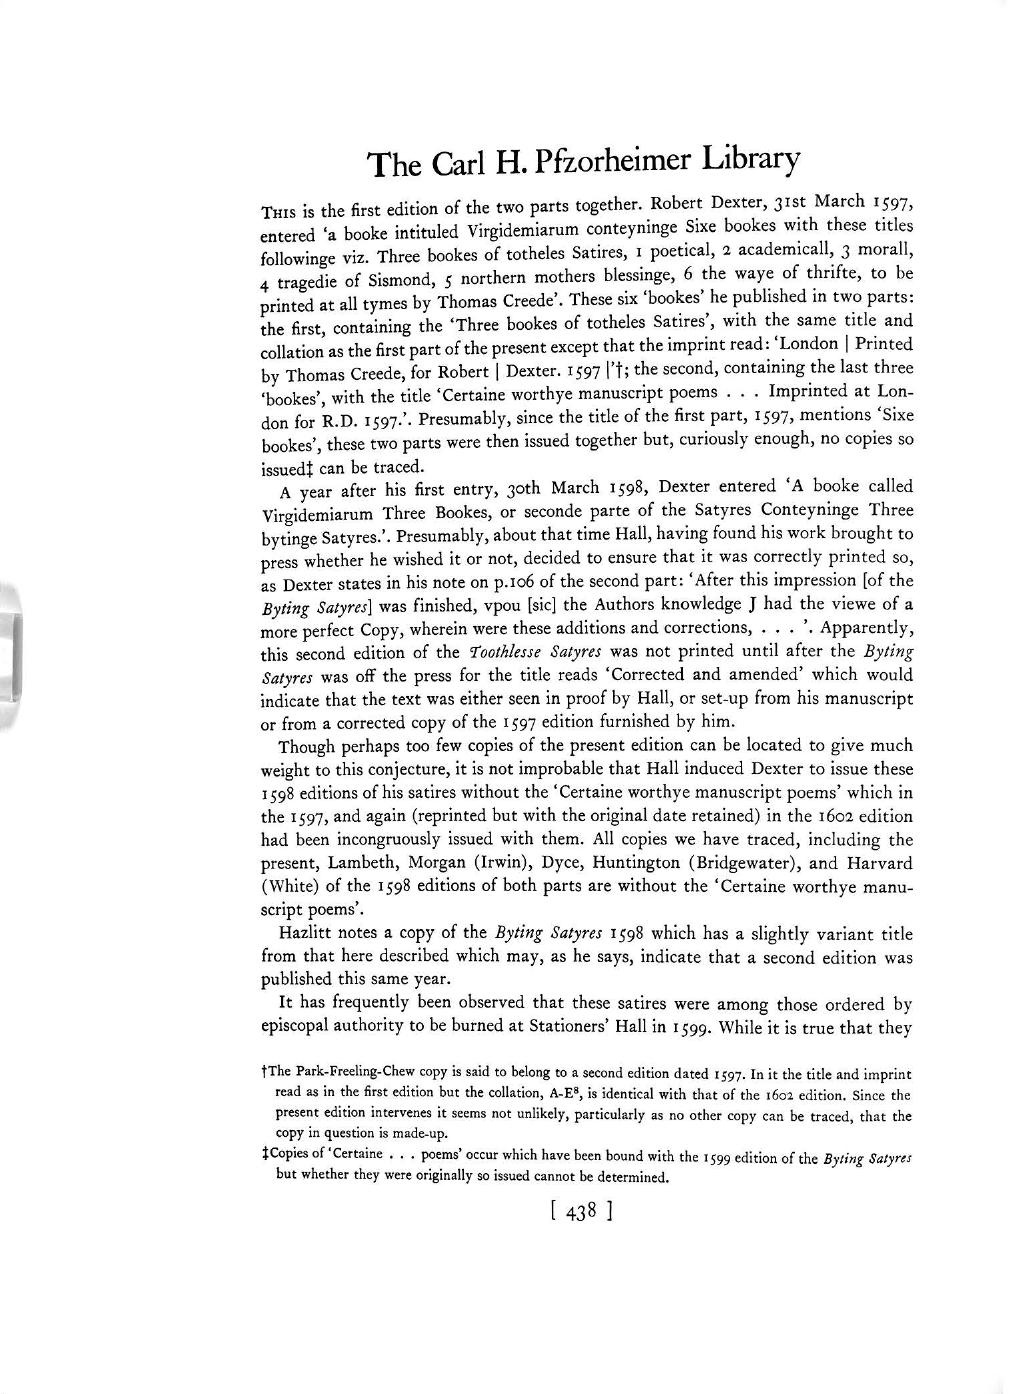 The Carl H. Pfzorheimer Library
THIS is the first edition of the two parts together. Robert Dexter, 31st March 1597,
entered ‘a booke intituled Virgidemiarum conteyninge Sixe bookes with these titles
followinge viz. Three bookes of totheles Satires, 1 poetical, 2 academicall, 3 morall,
4 tragedie of Sismond, 5 northern mothers blessinge, 6 the waye of thrifte, to be
printed at all tymes by Thomas Creede’. These six ‘bookes’ he published in two parts:
the first, containing the ‘Three bookes of totheles Satires’, with the same title and
collation as the first part of the present except that the imprint read: ‘London | Printed
by Thomas Creede, for Robert | Dexter. 1597 |’†; the second, containing the last three
‘bookes’, with the title ‘Certaine worthye manuscript poems . . . Imprinted at Lon-
don for R.D. 1597.’. Presumably, since the title of the first part, 1597, mentions ‘Sixe
bookes’, these two parts were then issued together but, curiously enough, no copies so
issued‡ can be traced.
A year after his first entry, 30th March 1598, Dexter entered ‘A booke called
Virgidemiarum Three Bookes, or seconde parte of the Satyres Conteyninge Three
bytinge Satyres.’. Presumably, about that time Hall, having found his work brought to
press whether he wished it or not, decided to ensure that it was correctly printed so,
as Dexter states in his note on p.106 of the second part: ‘After this impression [of the
Byting Satyres] was finished, vpou [sic] the Authors knowledge J had the viewe of a
more perfect Copy, wherein were these additions and corrections, . . . ’. Apparently,
this second edition of the Toothlesse Satyres was not printed until after the Byting
Satyres was off the press for the title reads ‘Corrected and amended’ which would
indicate that the text was either seen in proof by Hall, or set-up from his manuscript
or from a corrected copy of the 1597 edition furnished by him.
Though perhaps too few copies of the present edition can be located to give much
weight to this conjecture, it is not improbable that Hall induced Dexter to issue these
1598 editions of his satires without the ‘Certaine worthye manuscript poems’ which in
the 1597, and again (reprinted but with the original date retained) in the 1602 edition
had been incongruously issued with them. All copies we have traced, including the
present, Lambeth, Morgan (Irwin), Dyce, Huntington (Bridgewater), and Harvard
(White) of the 1598 editions of both parts are without the ‘Certaine worthye manu-
script poems’.
Hazlitt notes a copy of the Byting Satyres 1598 which has a slightly variant title
from that here described which may, as he says, indicate that a second edition was
published this same year.
It has frequently been observed that these satires were among those ordered by
episcopal authority to be burned at Stationers’ Hall in 1599. While it is true that they
†The Park-Freeling-Chew copy is said to belong to a second edition dated 1597. In it the title and imprint
read as in the first edition but the collation, A-E⁸, is identical with that of the 1602 edition. Since the
present edition intervenes it seems not unlikely, particularly as no other copy can be traced, that the
copy in question is made-up.
‡Copies of ‘Certaine . . . poems’ occur which have been bound with the 1599 edition of the Byting Satyres
but whether they were originally so issued cannot be determined.
[ 438 ]